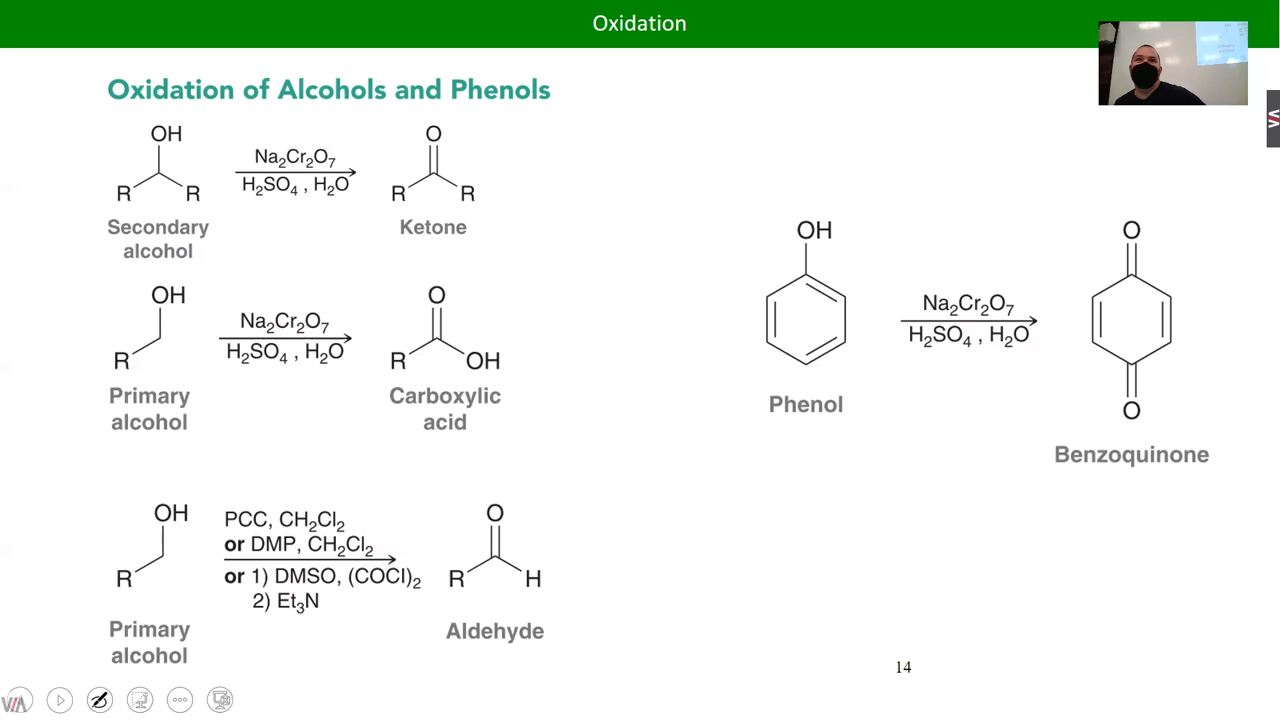 Oxidation
Oxidation of Alcohols and Phenols
OH
R R
Secondary
alcohol
Na₂Cr₂O₇
H₂SO₄ , H₂O
O
R R
Ketone
OH
R
Primary
alcohol
Na₂Cr₂O₇
H₂SO₄ , H₂O
O
R OH
Carboxylic
acid
OH
R
Primary
alcohol
PCC, CH₂Cl₂
or DMP, CH₂Cl₂
or 1) DMSO, (COCl)₂
2) Et₃N
O
R H
Aldehyde
OH
Phenol
Na₂Cr₂O₇
H₂SO₄ , H₂O
O
O
Benzoquinone
14
VIA